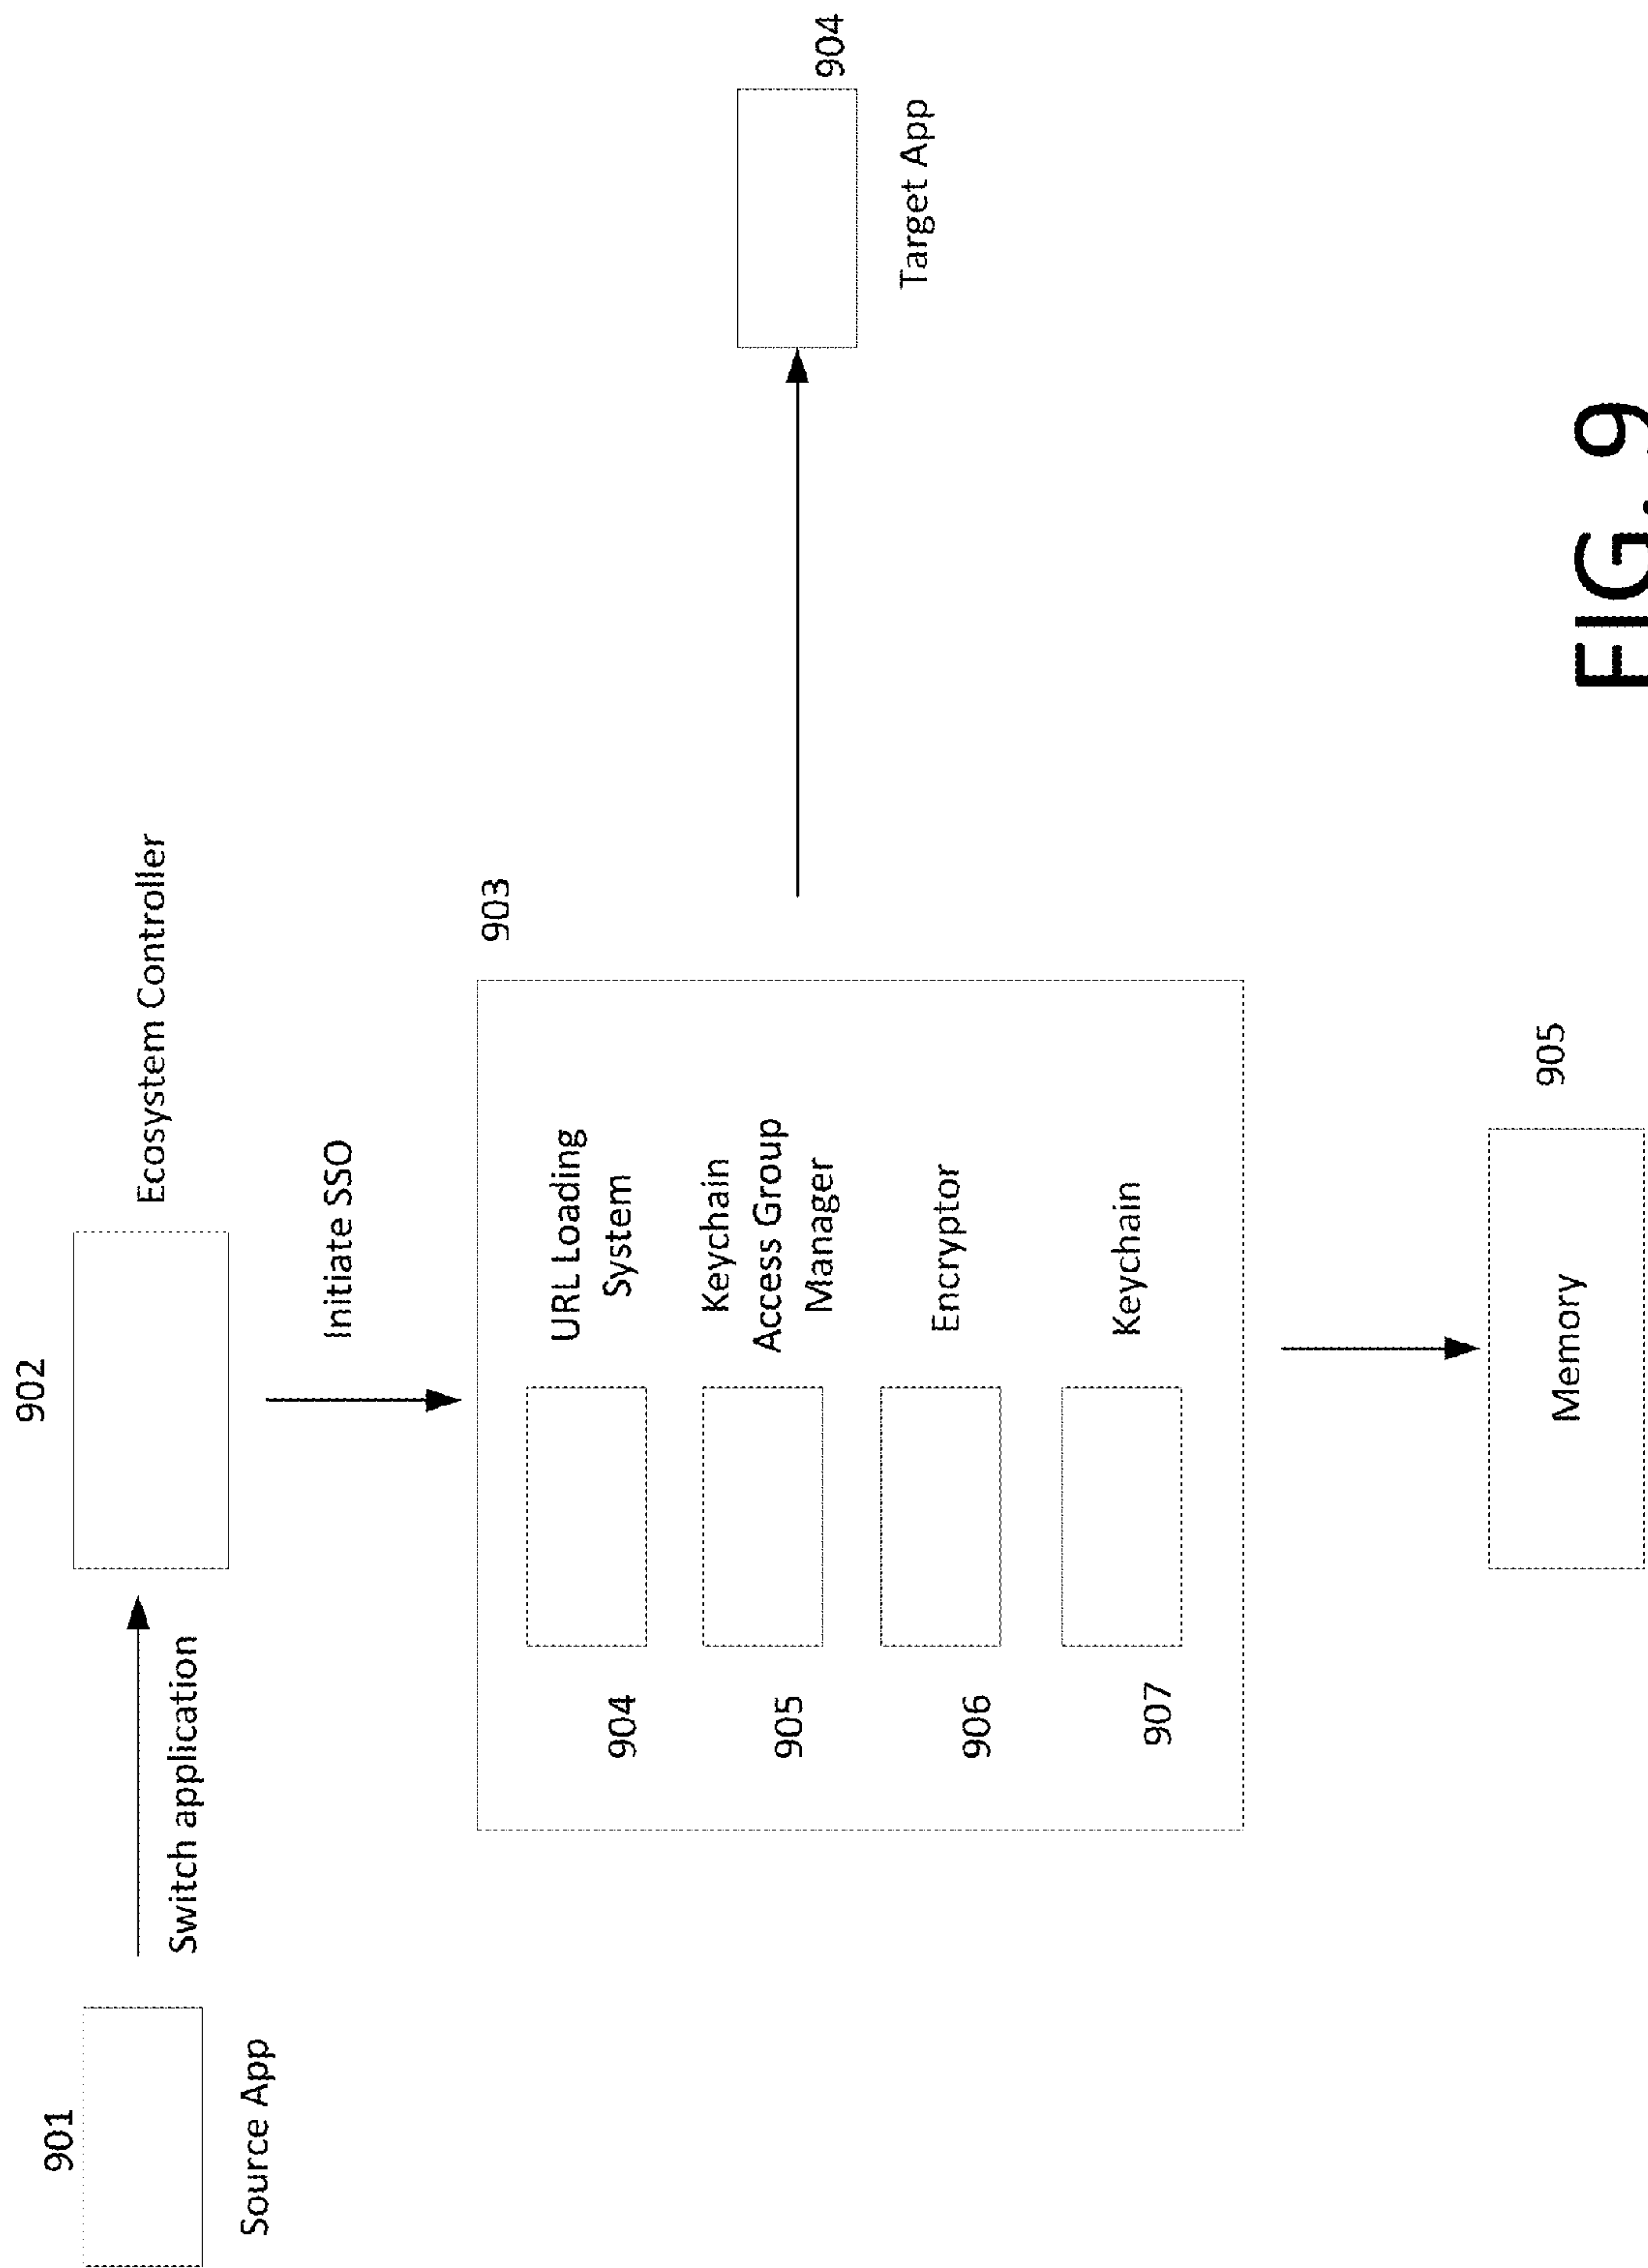 901
Source App
Switch application
902
Ecosystem Controller
Initiate SSO
903
904
URL Loading
System
905
Keychain
Access Group
Manager
906
Encryptor
907
Keychain
904
Target App
Memory
905
FIG. 9